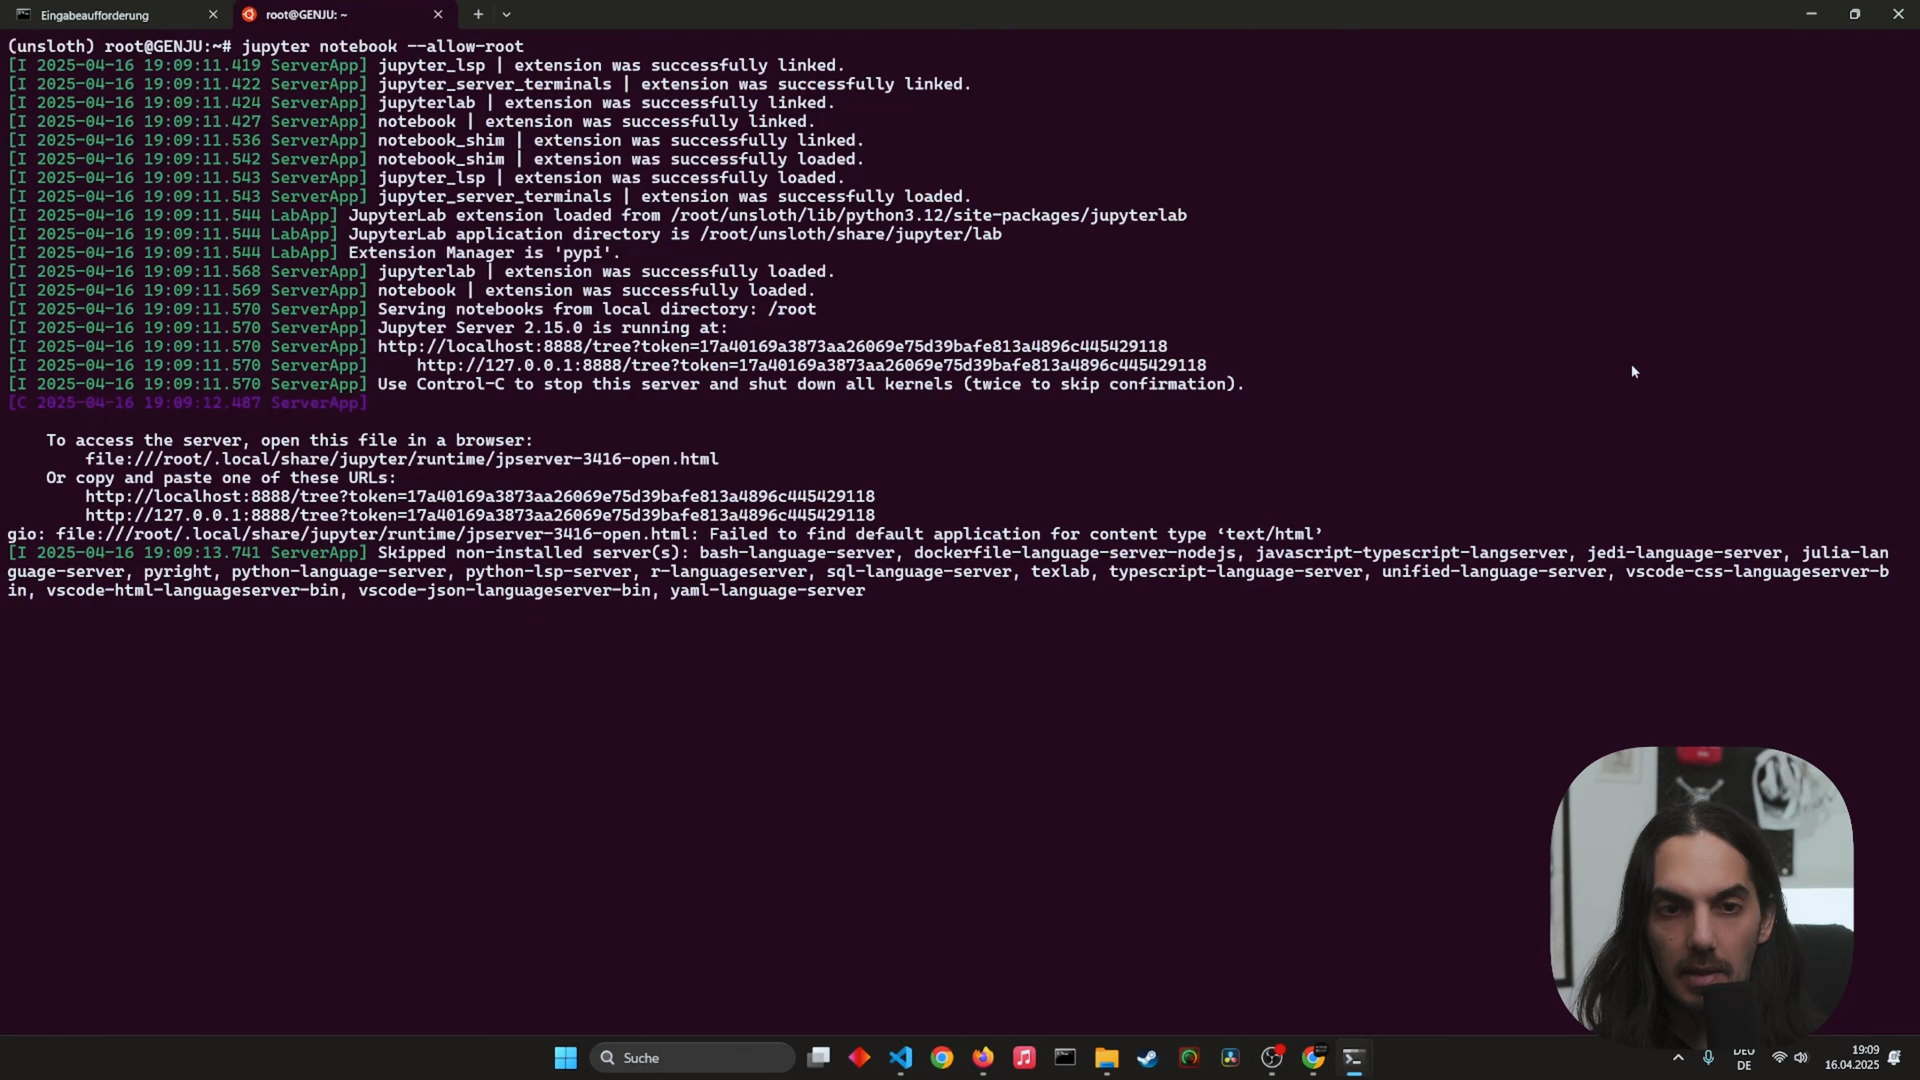 Eingabeaufforderung
root@GENJU: ~
(unsloth) root@GENJU:~# jupyter notebook --allow-root
[I 2025-04-16 19:09:11.419 ServerApp] jupyter_lsp | extension was successfully linked.
[I 2025-04-16 19:09:11.422 ServerApp] jupyter_server_terminals | extension was successfully linked.
[I 2025-04-16 19:09:11.424 ServerApp] jupyterlab | extension was successfully linked.
[I 2025-04-16 19:09:11.427 ServerApp] notebook | extension was successfully linked.
[I 2025-04-16 19:09:11.536 ServerApp] notebook_shim | extension was successfully linked.
[I 2025-04-16 19:09:11.542 ServerApp] notebook_shim | extension was successfully loaded.
[I 2025-04-16 19:09:11.543 ServerApp] jupyter_lsp | extension was successfully loaded.
[I 2025-04-16 19:09:11.543 ServerApp] jupyter_server_terminals | extension was successfully loaded.
[I 2025-04-16 19:09:11.544 LabApp] JupyterLab extension loaded from /root/unsloth/lib/python3.12/site-packages/jupyterlab
[I 2025-04-16 19:09:11.544 LabApp] JupyterLab application directory is /root/unsloth/share/jupyter/lab
[I 2025-04-16 19:09:11.544 LabApp] Extension Manager is 'pypi'.
[I 2025-04-16 19:09:11.568 ServerApp] jupyterlab | extension was successfully loaded.
[I 2025-04-16 19:09:11.569 ServerApp] notebook | extension was successfully loaded.
[I 2025-04-16 19:09:11.570 ServerApp] Serving notebooks from local directory: /root
[I 2025-04-16 19:09:11.570 ServerApp] Jupyter Server 2.15.0 is running at:
[I 2025-04-16 19:09:11.570 ServerApp] http://localhost:8888/tree?token=17a40169a3873aa26069e75d39bafe813a4896c445429118
[I 2025-04-16 19:09:11.570 ServerApp]     http://127.0.0.1:8888/tree?token=17a40169a3873aa26069e75d39bafe813a4896c445429118
[I 2025-04-16 19:09:11.570 ServerApp] Use Control-C to stop this server and shut down all kernels (twice to skip confirmation).
[C 2025-04-16 19:09:12.487 ServerApp]
To access the server, open this file in a browser:
file:///root/.local/share/jupyter/runtime/jpserver-3416-open.html
Or copy and paste one of these URLs:
http://localhost:8888/tree?token=17a40169a3873aa26069e75d39bafe813a4896c445429118
http://127.0.0.1:8888/tree?token=17a40169a3873aa26069e75d39bafe813a4896c445429118
gio: file:///root/.local/share/jupyter/runtime/jpserver-3416-open.html: Failed to find default application for content type ‘text/html’
[I 2025-04-16 19:09:13.741 ServerApp] Skipped non-installed server(s): bash-language-server, dockerfile-language-server-nodejs, javascript-typescript-langserver, jedi-language-server, julia-lan
guage-server, pyright, python-language-server, python-lsp-server, r-languageserver, sql-language-server, texlab, typescript-language-server, unified-language-server, vscode-css-languageserver-b
in, vscode-html-languageserver-bin, vscode-json-languageserver-bin, yaml-language-server
Suche
DEU
DE
19:09
16.04.2025